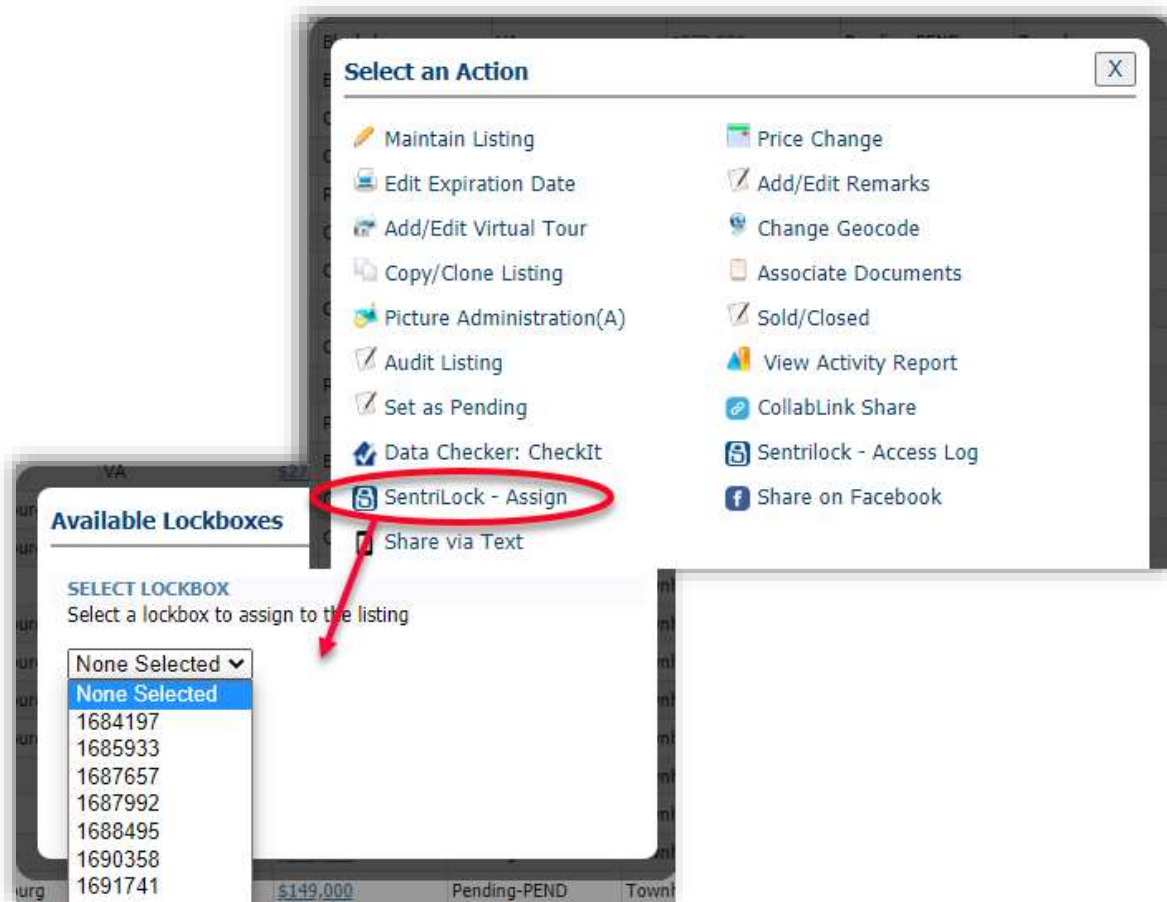 Select an Action
X
Maintain Listing
Price Change
Edit Expiration Date
Add/Edit Remarks
Add/Edit Virtual Tour
Change Geocode
Copy/Clone Listing
Associate Documents
Picture Administration(A)
Sold/Closed
Audit Listing
View Activity Report
Set as Pending
CollabLink Share
Data Checker: CheckIt
Sentrilock - Access Log
SentriLock - Assign
Share on Facebook
Share via Text
VA
Available Lockboxes
SELECT LOCKBOX
Select a lockbox to assign to the listing
None Selected
None Selected
1684197
1685933
1687657
1687992
1688495
1690358
1691741
$149,000 Pending-PEND